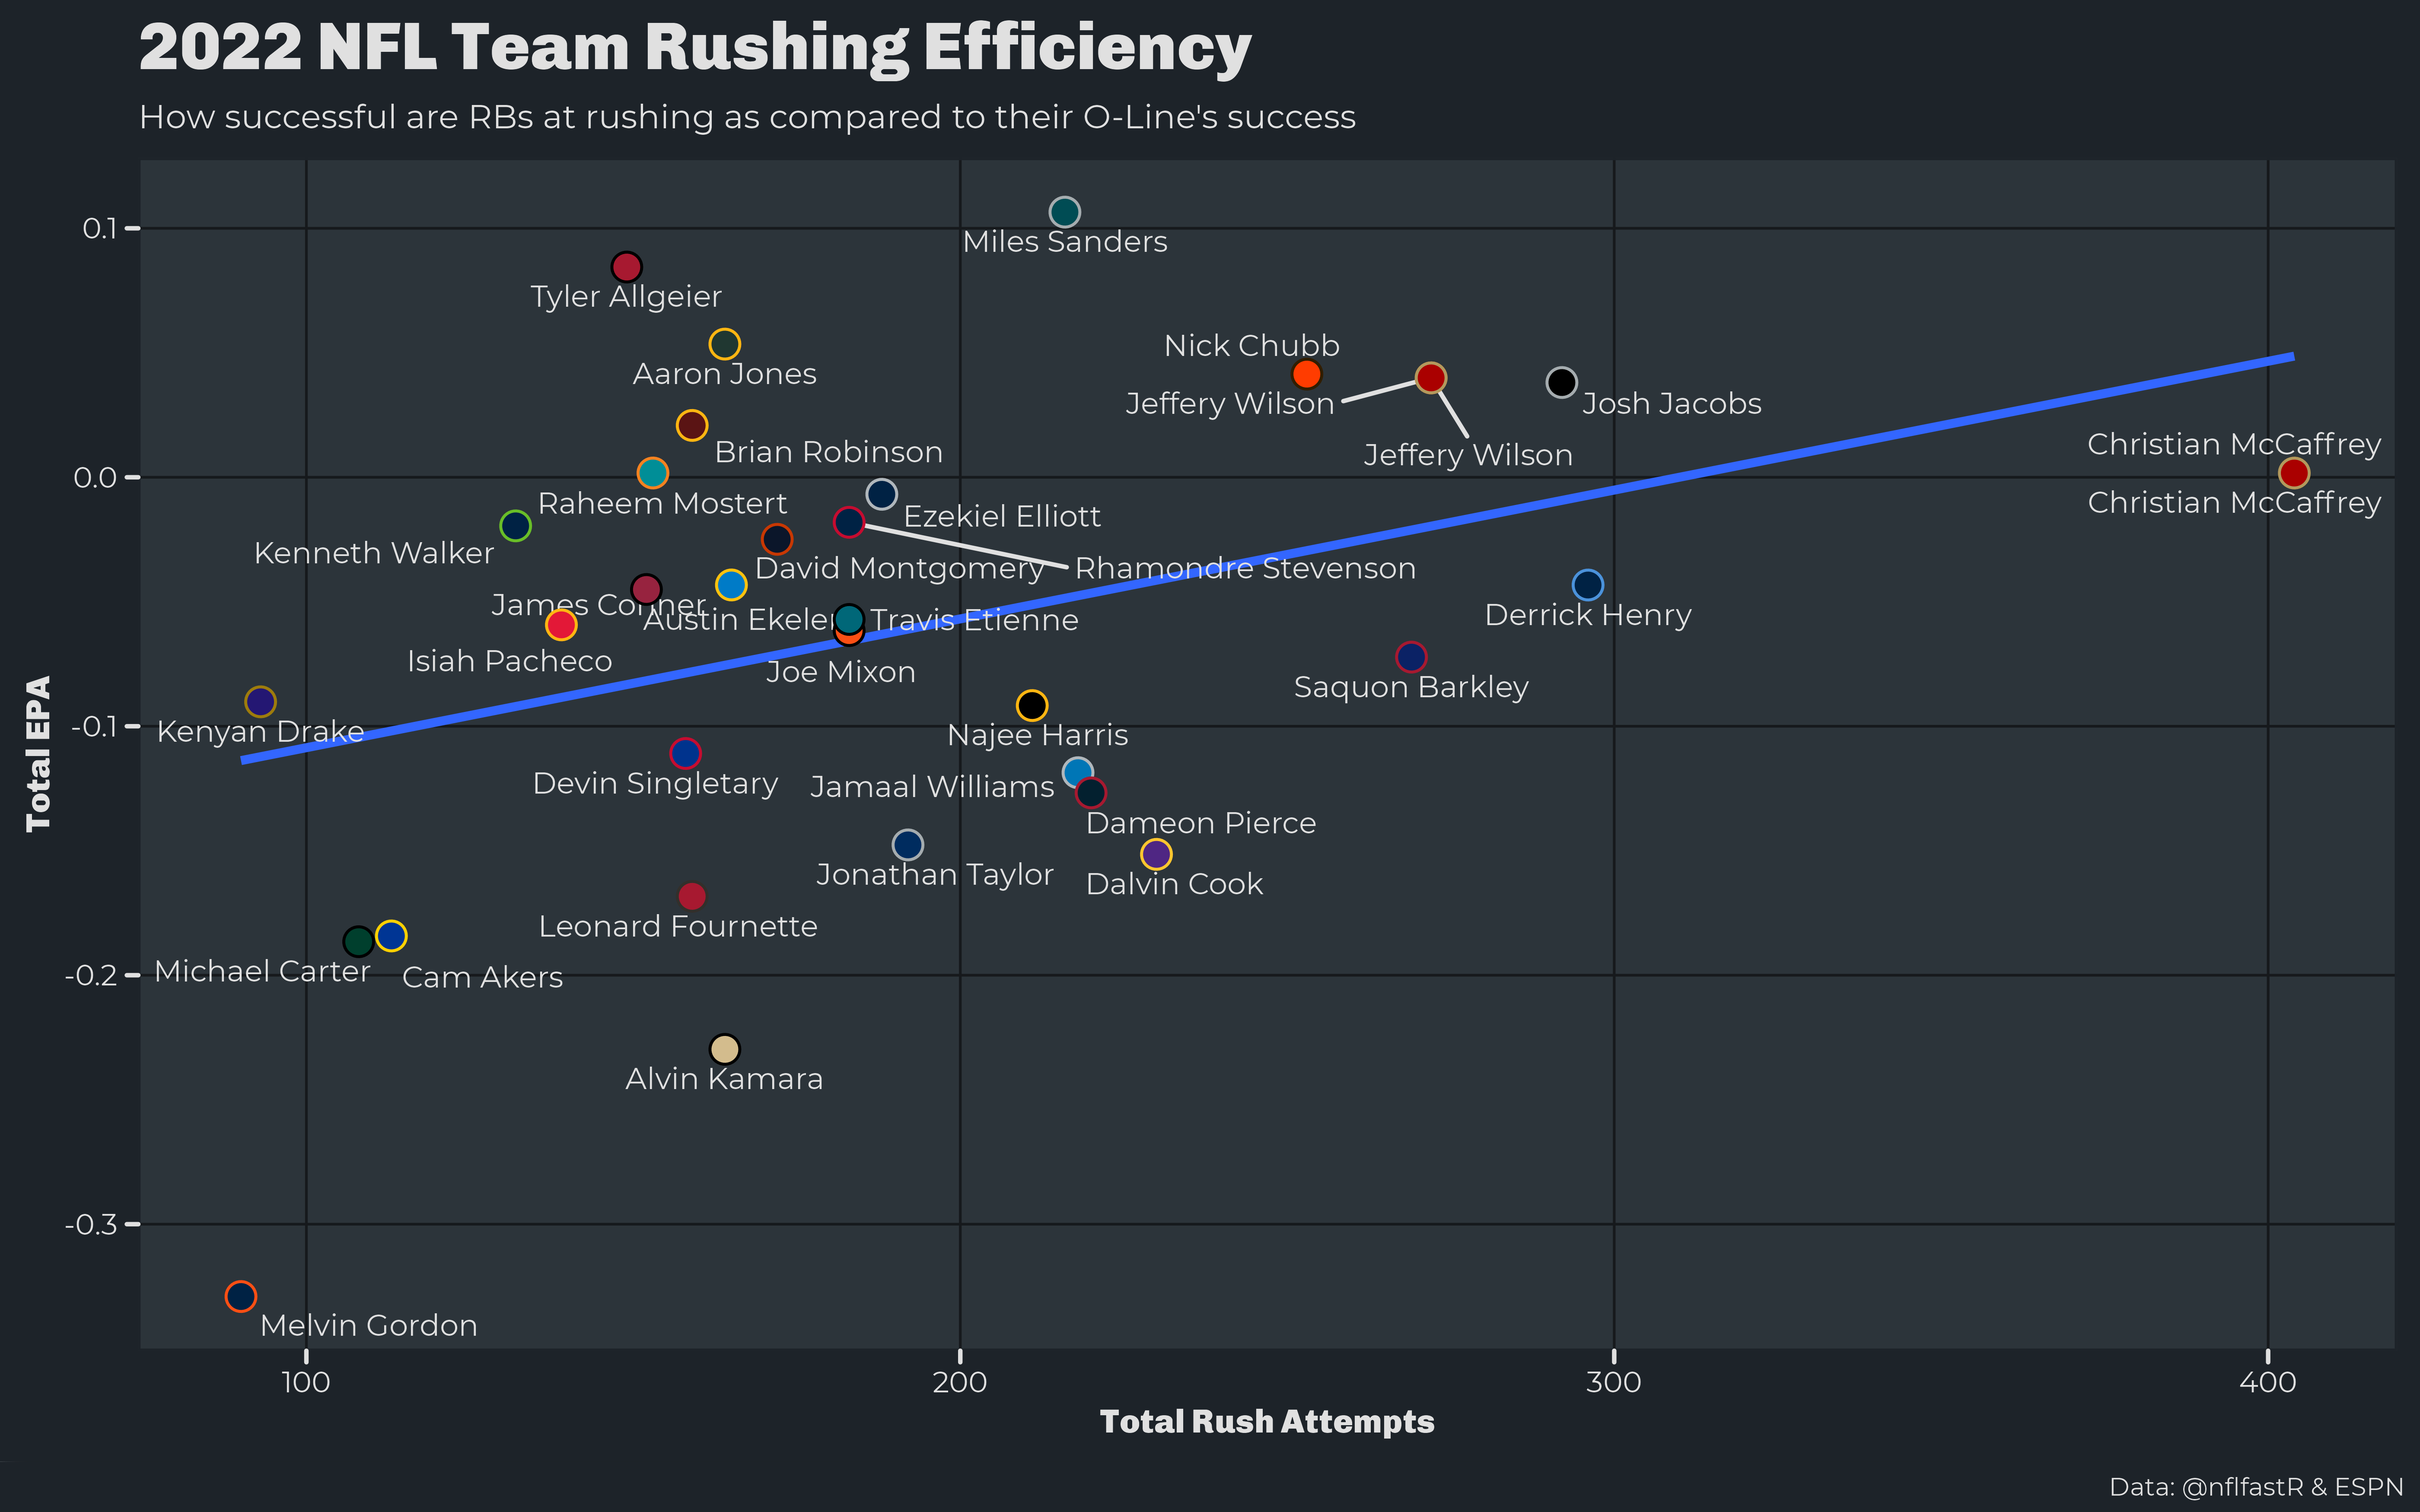 2022 NFL Team Rushing Efficiency
How successful are RBs at rushing as compared to their O-Line's success
Total EPA
0.1
0.0
-0.1
-0.2
-0.3
Miles Sanders
Tyler Allgeier
Nick Chubb
Aaron Jones
Jeffery Wilson
Josh Jacobs
Christian McCaffrey
Brian Robinson
Jeffery Wilson
Raheem Mostert
Christian McCaffrey
Ezekiel Elliott
Kenneth Walker
David Montgomery
Rhamondre Stevenson
James Conner
Austin Ekeler
Travis Etienne
Derrick Henry
Isiah Pacheco
Joe Mixon
Saquon Barkley
Kenyan Drake
Najee Harris
Devin Singletary
Jamaal Williams
Dameon Pierce
Jonathan Taylor
Dalvin Cook
Leonard Fournette
Michael Carter
Cam Akers
Alvin Kamara
Melvin Gordon
100
200
300
400
Total Rush Attempts
Data: @nflfastR & ESPN